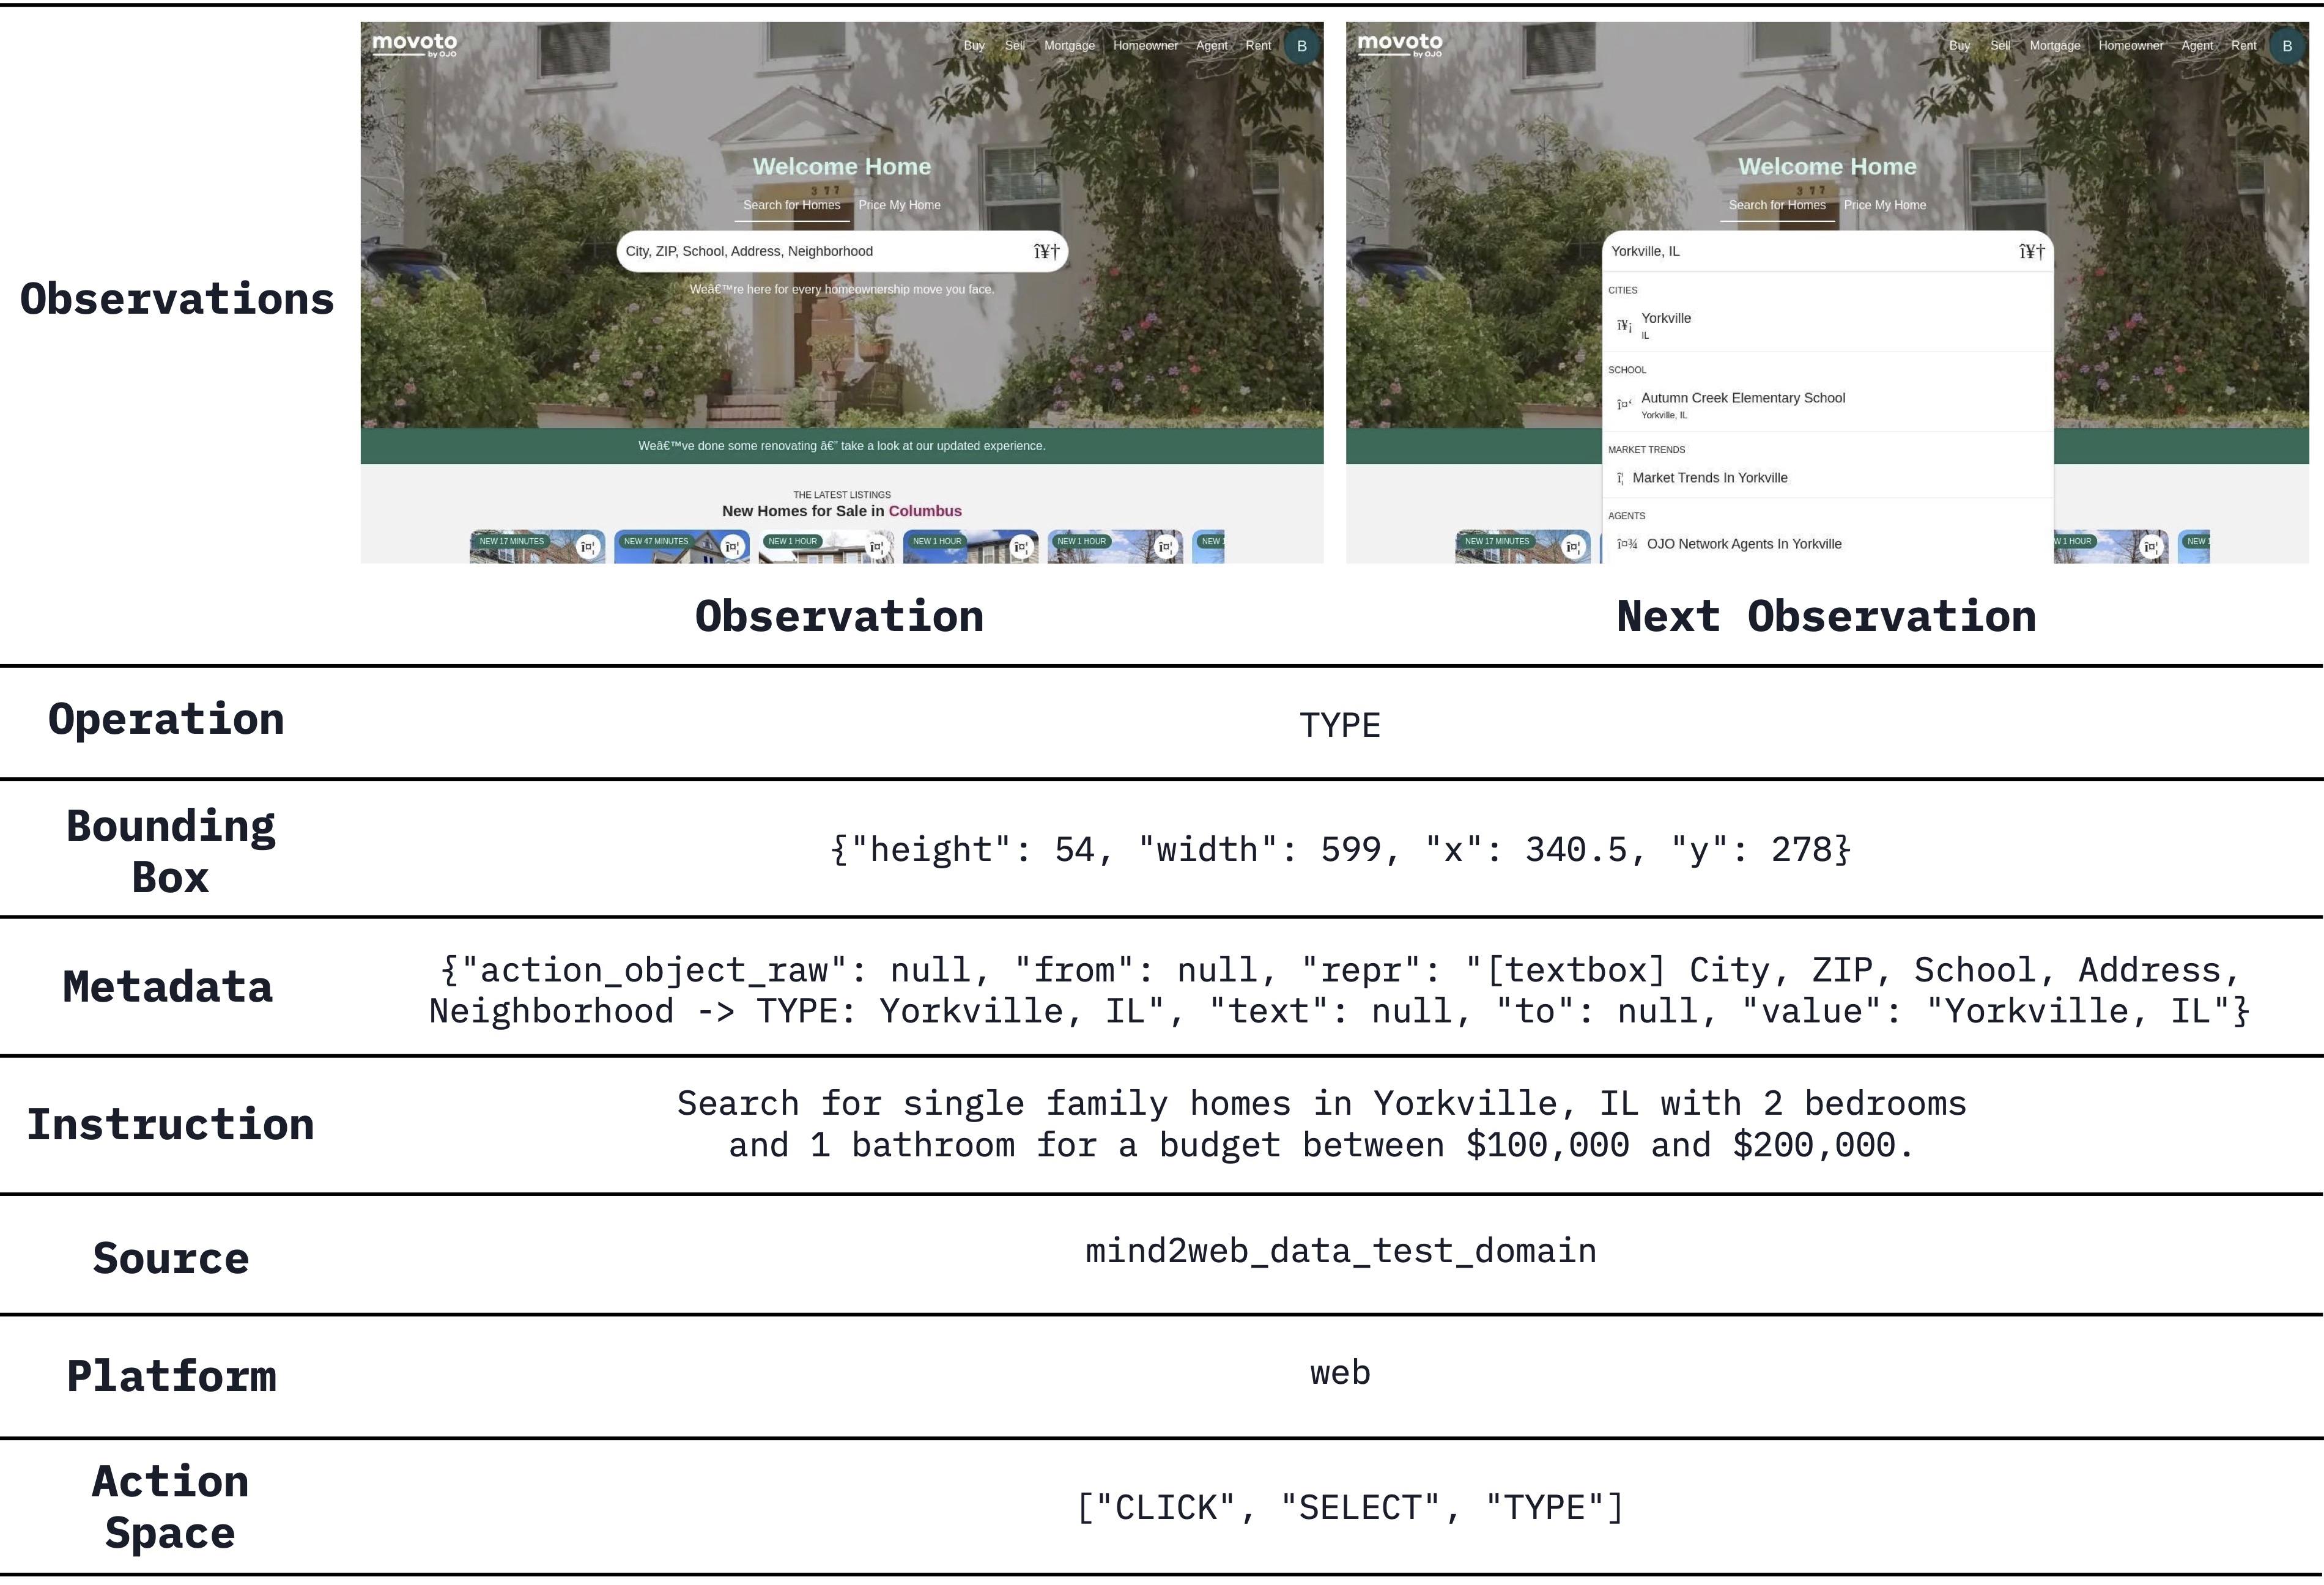 Observations
movoto
by OJO
Buy Sell Mortgage Homeowner Agent Rent B
Welcome Home
377
Search for Homes Price My Home
City, ZIP, School, Address, Neighborhood î¥†
Weâ€™re here for every homeownership move you face.
Weâ€™ve done some renovating â€” take a look at our updated experience.
THE LATEST LISTINGS
New Homes for Sale in Columbus
NEW 17 MINUTES î¤¦ NEW 47 MINUTES î¤¦ NEW 1 HOUR î¤¦ NEW 1 HOUR î¤¦ NEW 1 HOUR î¤¦ NEW 1
Observation
movoto
by OJO
Buy Sell Mortgage Homeowner Agent Rent B
Welcome Home
377
Search for Homes Price My Home
Yorkville, IL î¥†
CITIES
î¥¡ Yorkville
IL
SCHOOL
î¤‘ Autumn Creek Elementary School
Yorkville, IL
MARKET TRENDS
î¦ Market Trends In Yorkville
AGENTS
î¤¾ OJO Network Agents In Yorkville
NEW 17 MINUTES î¤¦ W 1 HOUR î¤¦ NEW 1
Next Observation
Operation
TYPE
Bounding
Box
{"height": 54, "width": 599, "x": 340.5, "y": 278}
Metadata
{"action_object_raw": null, "from": null, "repr": "[textbox] City, ZIP, School, Address,
Neighborhood -> TYPE: Yorkville, IL", "text": null, "to": null, "value": "Yorkville, IL"}
Instruction
Search for single family homes in Yorkville, IL with 2 bedrooms
and 1 bathroom for a budget between $100,000 and $200,000.
Source
mind2web_data_test_domain
Platform
web
Action
Space
["CLICK", "SELECT", "TYPE"]